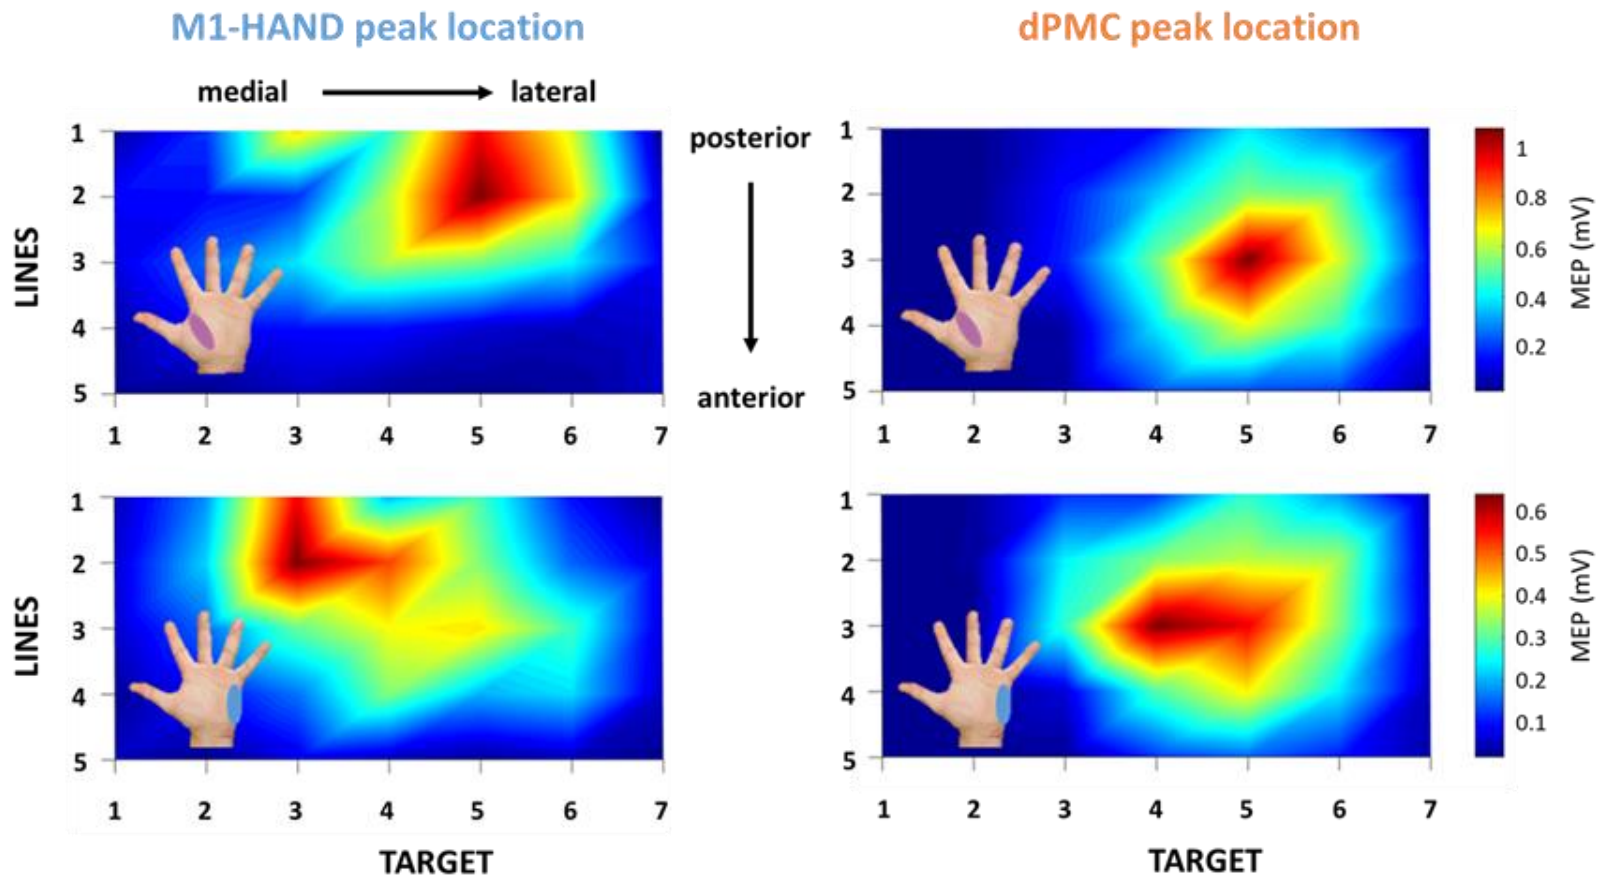 M1-HAND peak location
dPMC peak location
medial
lateral
posterior
anterior
LINES
1
2
3
4
5
1 2 3 4 5 6 7
1
2
3
4
5
1 2 3 4 5 6 7
1
0.8
0.6
0.4
0.2
MEP (mV)
LINES
1
2
3
4
5
1 2 3 4 5 6 7
TARGET
1
2
3
4
5
1 2 3 4 5 6 7
TARGET
0.6
0.5
0.4
0.3
0.2
0.1
MEP (mV)